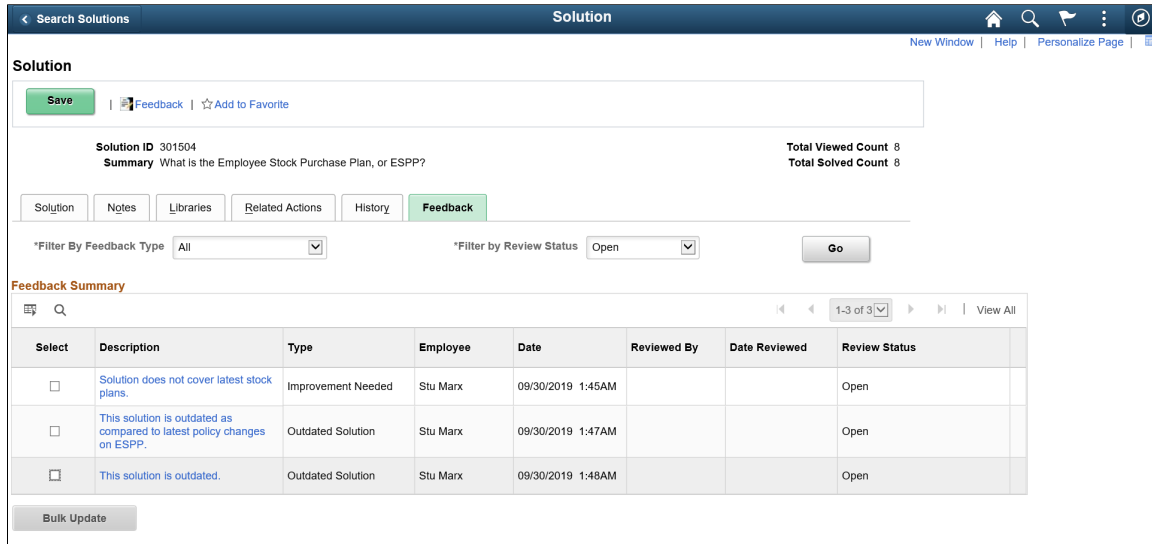 Search Solutions
Solution
New Window | Help | Personalize Page |
Solution
Save | Feedback | Add to Favorite
Solution ID 301504
Total Viewed Count 8
Summary What is the Employee Stock Purchase Plan, or ESPP?
Total Solved Count 8
Solution Notes Libraries Related Actions History Feedback
*Filter By Feedback Type All *Filter by Review Status Open Go
Feedback Summary
1-3 of 3 | View All
Select Description Type Employee Date Reviewed By Date Reviewed Review Status
Solution does not cover latest stock
plans.
Improvement Needed Stu Marx 09/30/2019 1:45AM Open
This solution is outdated as
compared to latest policy changes
on ESPP.
Outdated Solution Stu Marx 09/30/2019 1:47AM Open
This solution is outdated. Outdated Solution Stu Marx 09/30/2019 1:48AM Open
Bulk Update